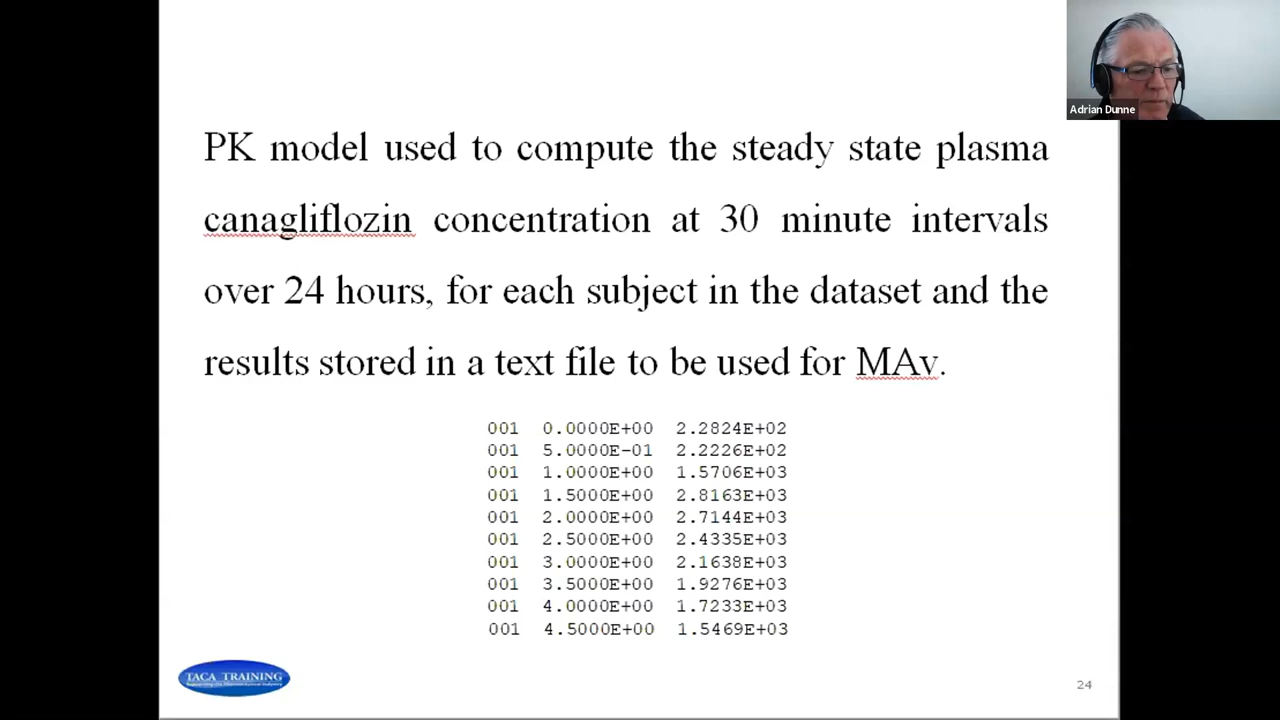 Adrian Dunne
PK model used to compute the steady state plasma
canagliflozin concentration at 30 minute intervals
over 24 hours, for each subject in the dataset and the
results stored in a text file to be used for MAv.
001 0.0000E+00 2.2824E+02
001 5.0000E-01 2.2226E+02
001 1.0000E+00 1.5706E+03
001 1.5000E+00 2.8163E+03
001 2.0000E+00 2.7144E+03
001 2.5000E+00 2.4335E+03
001 3.0000E+00 2.1638E+03
001 3.5000E+00 1.9276E+03
001 4.0000E+00 1.7233E+03
001 4.5000E+00 1.5469E+03
TACA TRAINING
24